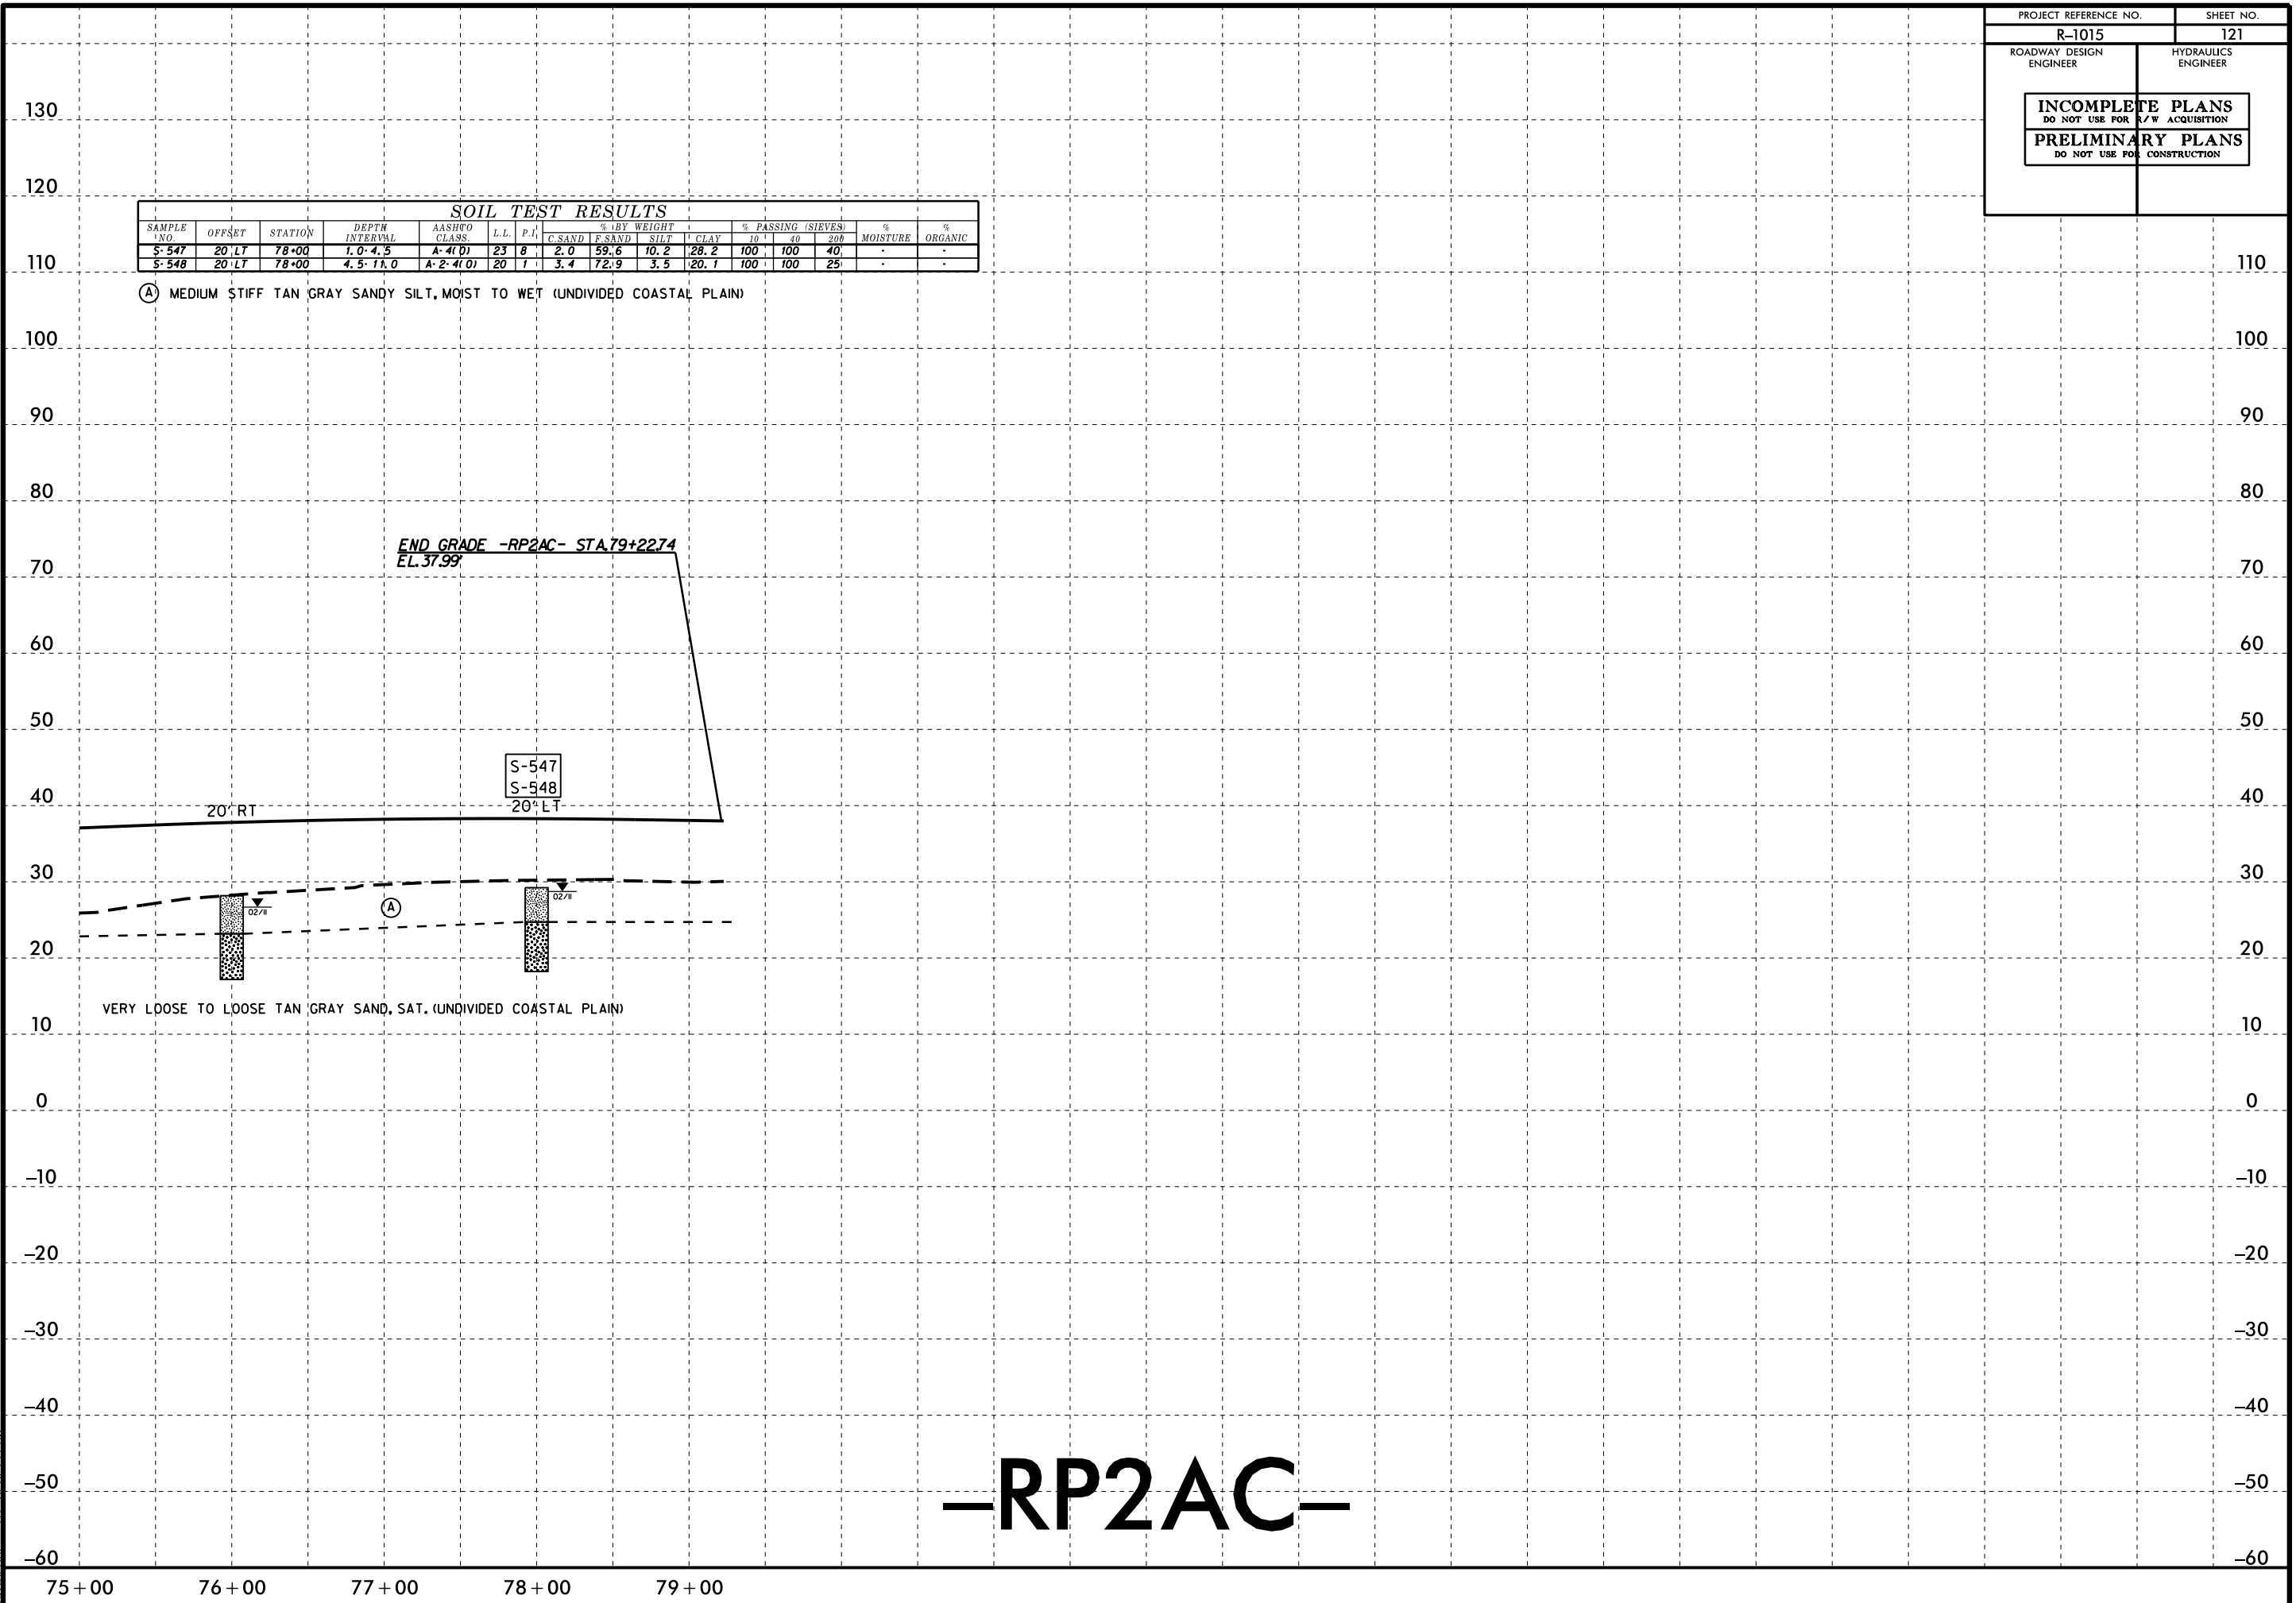 PROJECT REFERENCE NO. SHEET NO.
R–1015 121
ROADWAY DESIGN ENGINEER HYDRAULICS ENGINEER
INCOMPLETE PLANS
DO NOT USE FOR R/W ACQUISITION
PRELIMINARY PLANS
DO NOT USE FOR CONSTRUCTION
130
120
SOIL TEST RESULTS
SAMPLE NO. OFFSET STATION DEPTH INTERVAL AASHTO CLASS. L.L. P.I. % BY WEIGHT % PASSING (SIEVES) % MOISTURE % ORGANIC
C.SAND F.SAND SILT CLAY 10 40 200
S-547 20 LT 78+00 1.0-4.5 A-4(0) 23 8 2.0 59.6 10.2 28.2 100 100 40 - -
S-548 20 LT 78+00 4.5-11.0 A-2-4(0) 20 1 3.4 72.9 3.5 20.1 100 100 25 - -
110 110
A MEDIUM STIFF TAN GRAY SANDY SILT, MOIST TO WET (UNDIVIDED COASTAL PLAIN)
100 100
90 90
80 80
END GRADE -RP2AC- STA.79+22.74
EL.37.99'
70 70
60 60
50 50
S-547
S-548
20' LT
40 40
20' RT
30 30
02/11
02/11
A
20 20
VERY LOOSE TO LOOSE TAN GRAY SAND, SAT. (UNDIVIDED COASTAL PLAIN)
10 10
0 0
–10 –10
–20 –20
–30 –30
–40 –40
–50 –50
–RP2AC–
–60 –60
75+00 76+00 77+00 78+00 79+00